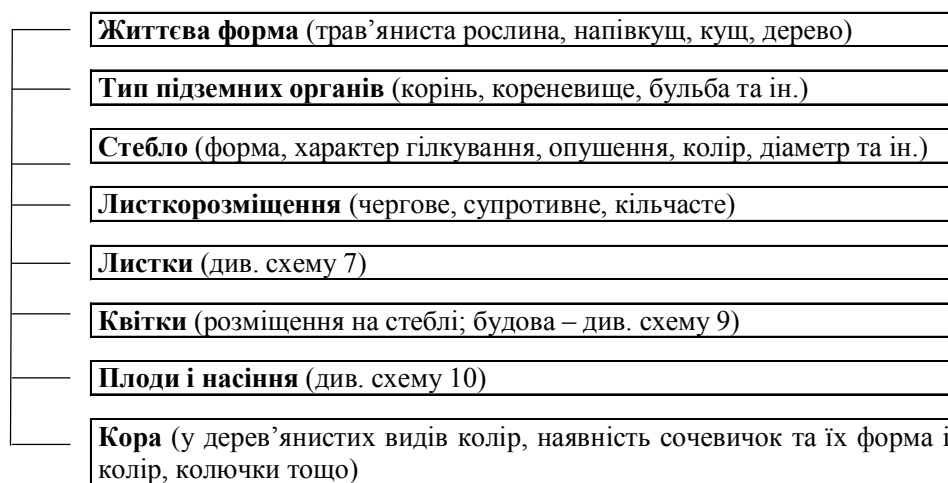 Життєва форма (трав’яниста рослина, напівкущ, кущ, дерево)
Тип підземних органів (корінь, кореневище, бульба та ін.)
Стебло (форма, характер гілкування, опушення, колір, діаметр та ін.)
Листкорозміщення (чергове, супротивне, кільчасте)
Листки (див. схему 7)
Квітки (розміщення на стеблі; будова – див. схему 9)
Плоди і насіння (див. схему 10)
Кора (у дерев’янистих видів колір, наявність сочевичок та їх форма і
колір, колючки тощо)